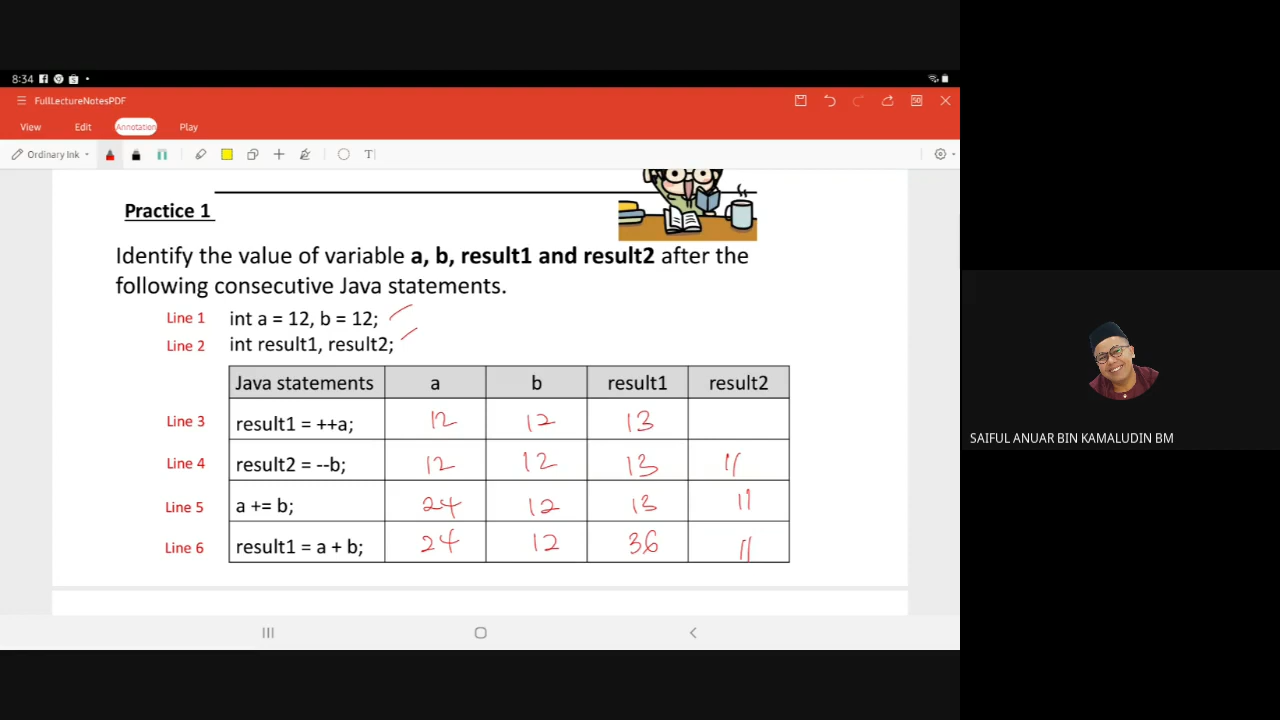 8:34
FullLectureNotesPDF
50
View Edit Annotation Play
Ordinary Ink T
Practice 1
Identify the value of variable a, b, result1 and result2 after the
following consecutive Java statements.
Line 1 int a = 12, b = 12;
Line 2 int result1, result2;
Java statements a b result1 result2
Line 3 result1 = ++a; 12 12 13
Line 4 result2 = --b; 12 12 13 11
Line 5 a += b; 24 12 13 11
Line 6 result1 = a + b; 24 12 36 11
SAIFUL ANUAR BIN KAMALUDIN BM